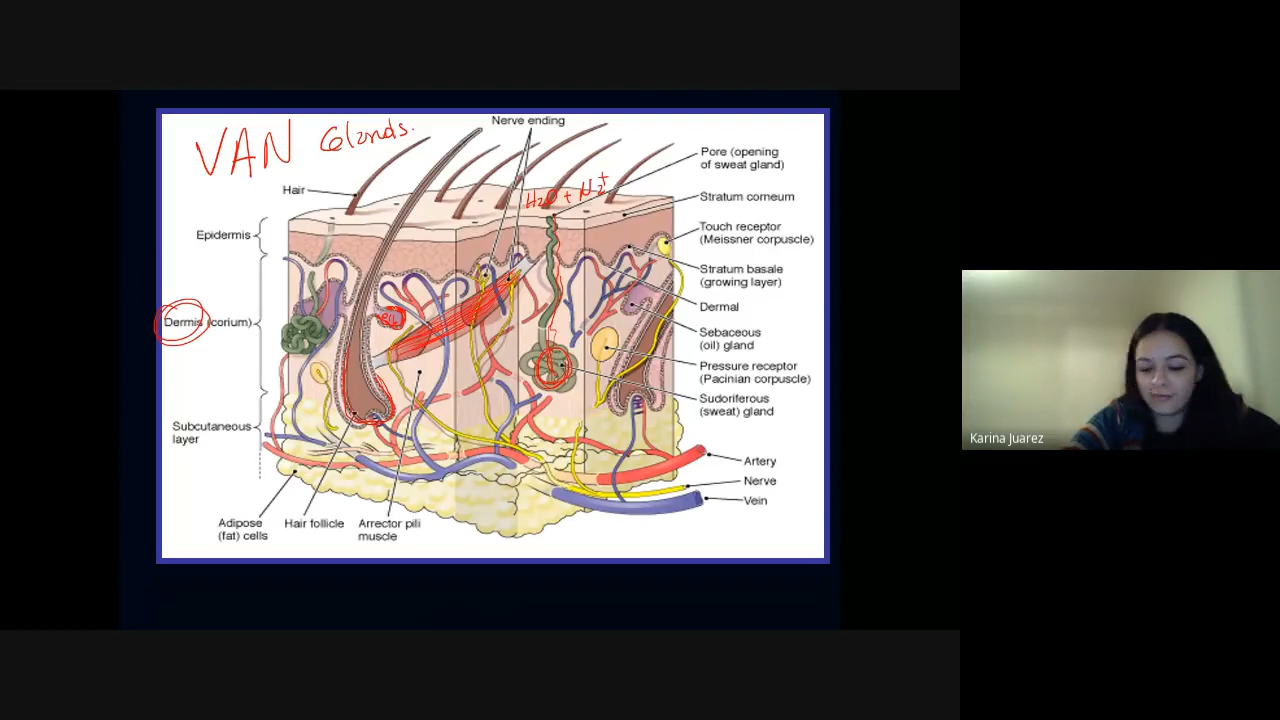 VAN Glands.
Nerve ending
Pore (opening
of sweat gland)
Hair
H₂O + N₂⁺
Stratum corneum
Epidermis
Touch receptor
(Meissner corpuscle)
Stratum basale
(growing layer)
Dermal
Dermis (corium)
Sebaceous
(oil) gland
Pressure receptor
(Pacinian corpuscle)
Sudoriferous
(sweat) gland
Subcutaneous
layer
Karina Juarez
Artery
Nerve
Vein
Adipose
(fat) cells
Hair follicle
Arrector pili
muscle